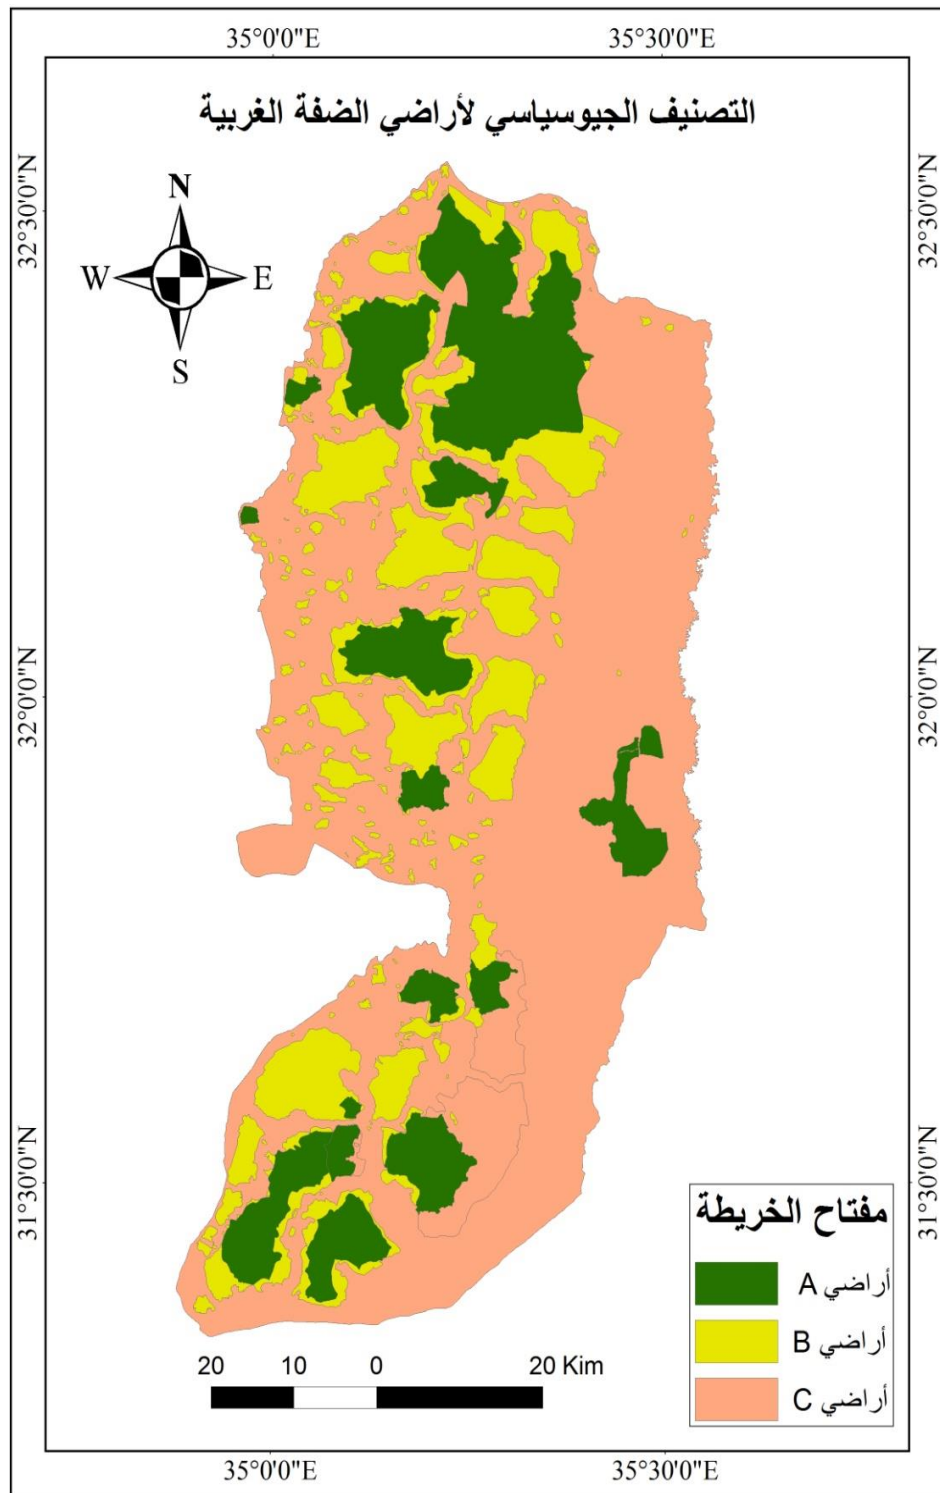 35°0'0"E 35°30'0"E
التصنيف الجيوسياسي لأراضي الضفة الغربية
N
W E
S
32°30'0"N 32°30'0"N
32°0'0"N 32°0'0"N
31°30'0"N 31°30'0"N
مفتاح الخريطة
أراضي A
أراضي B
أراضي C
20 10 0 20 Kim
35°0'0"E 35°30'0"E